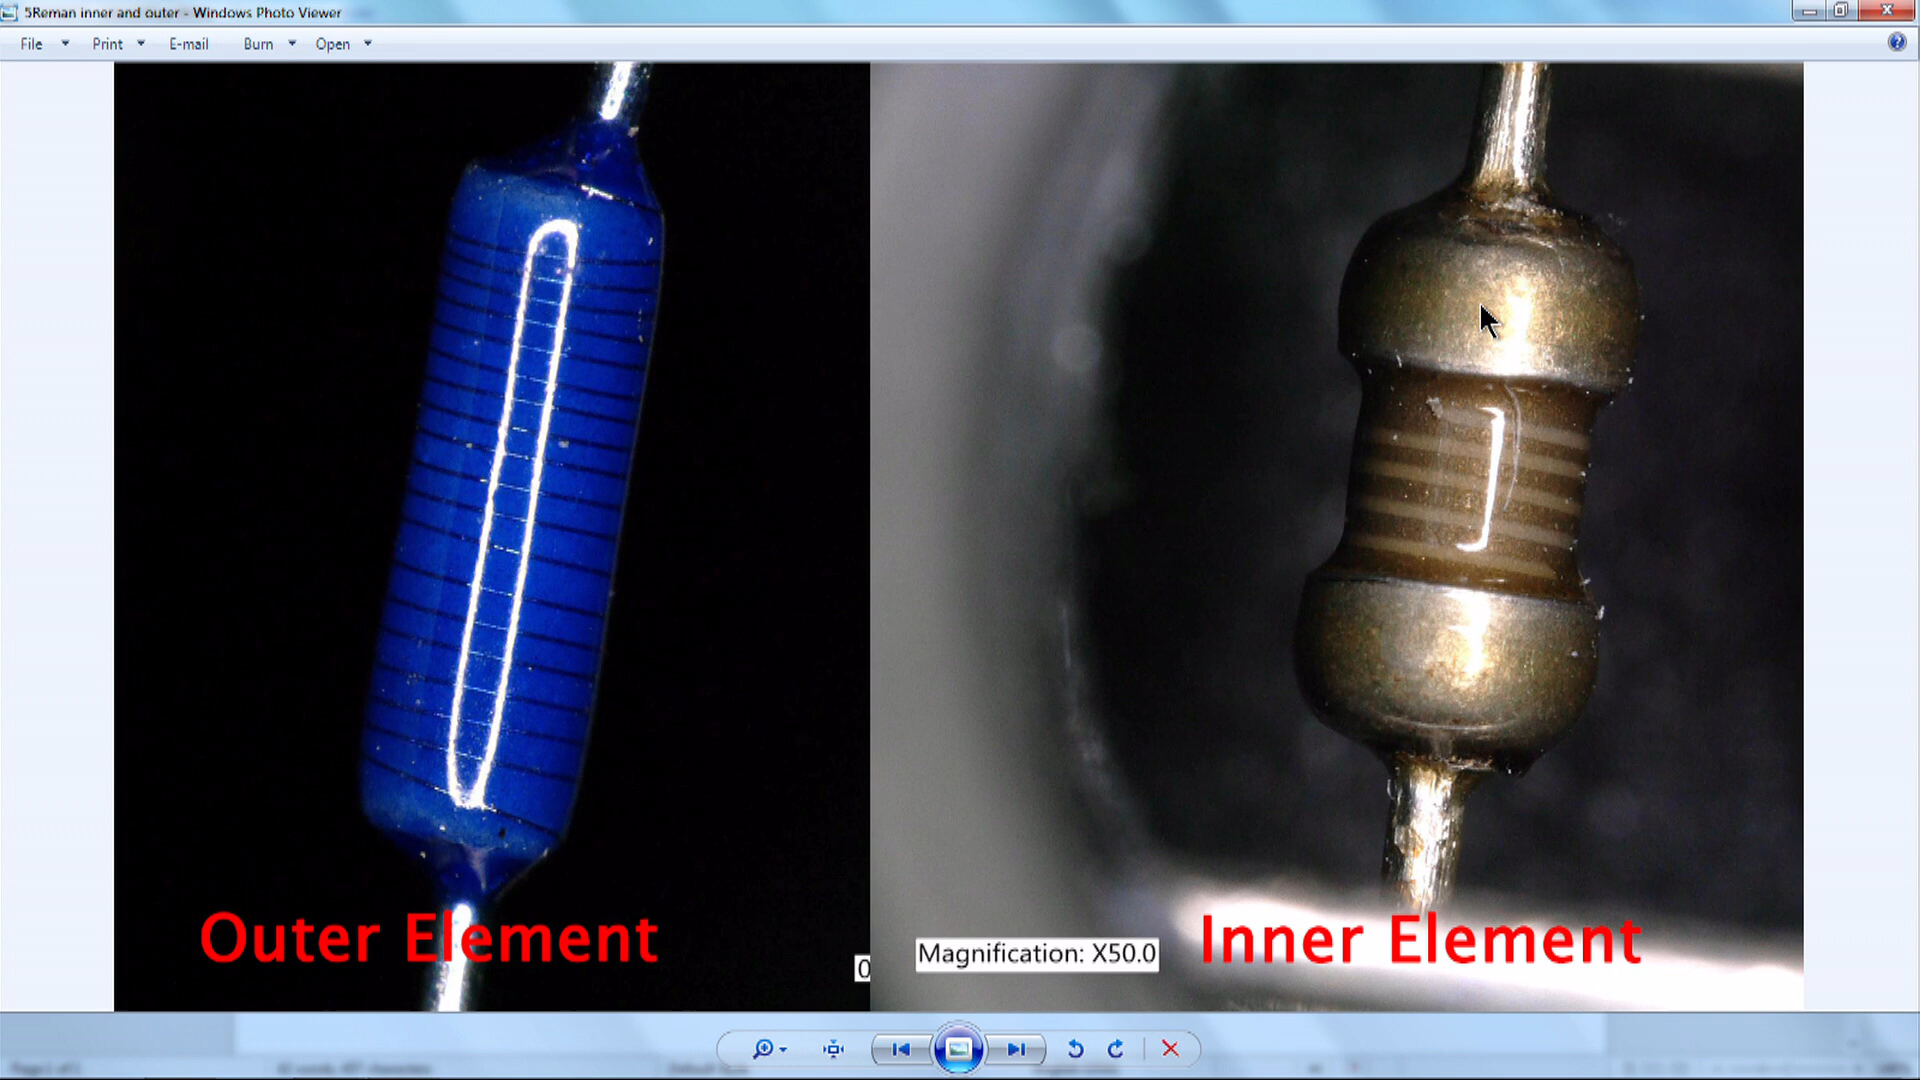 5Reman inner and outer - Windows Photo Viewer
File Print E-mail Burn Open
Outer Element
0
Magnification: X50.0
Inner Element